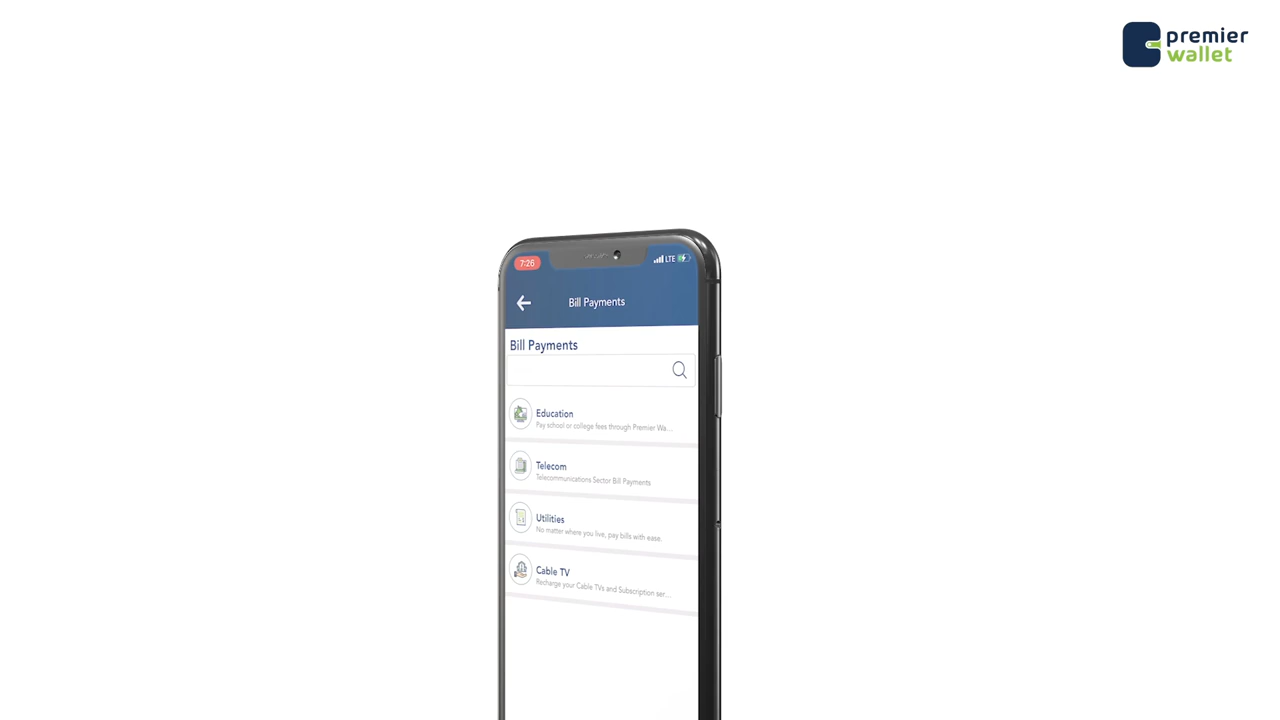 premier
wallet
7:26
LTE
Bill Payments
Bill Payments
Education
Pay school or college fees through Premier Wa...
Telecom
Telecommunications Sector Bill Payments
Utilities
No matter where you live, pay bills with ease.
Cable TV
Recharge your Cable TVs and Subscription ser...